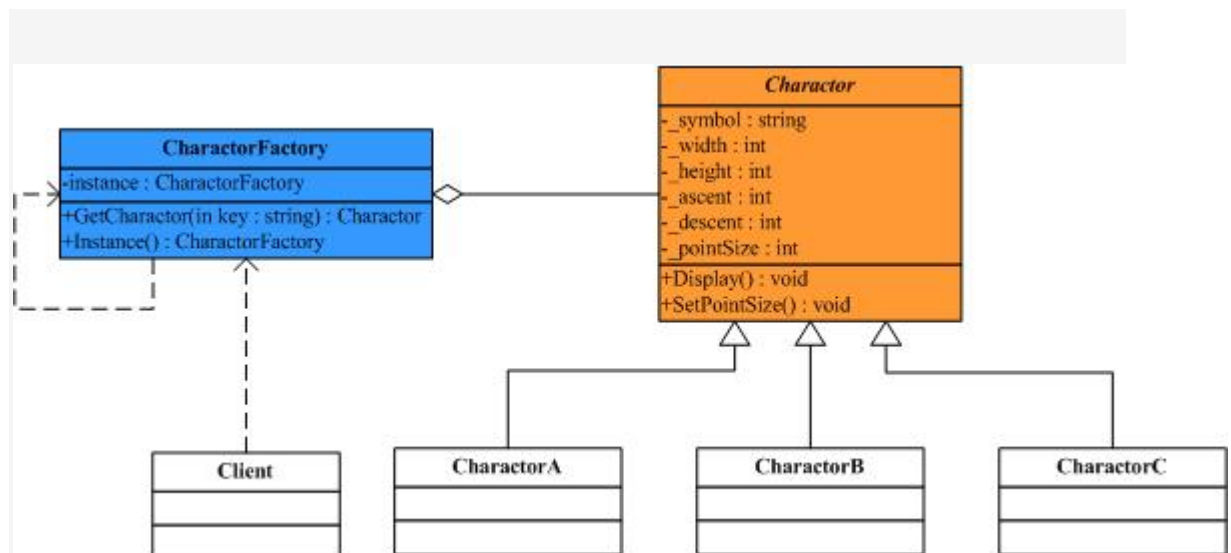 CharactorFactory
-instance : CharactorFactory
+GetCharactor(in key : string) : Charactor
+Instance() : CharactorFactory
Charactor
-_symbol : string
-_width : int
-_height : int
-_ascent : int
-_descent : int
-_pointSize : int
+Display() : void
+SetPointSize() : void
Client
CharactorA
CharactorB
CharactorC